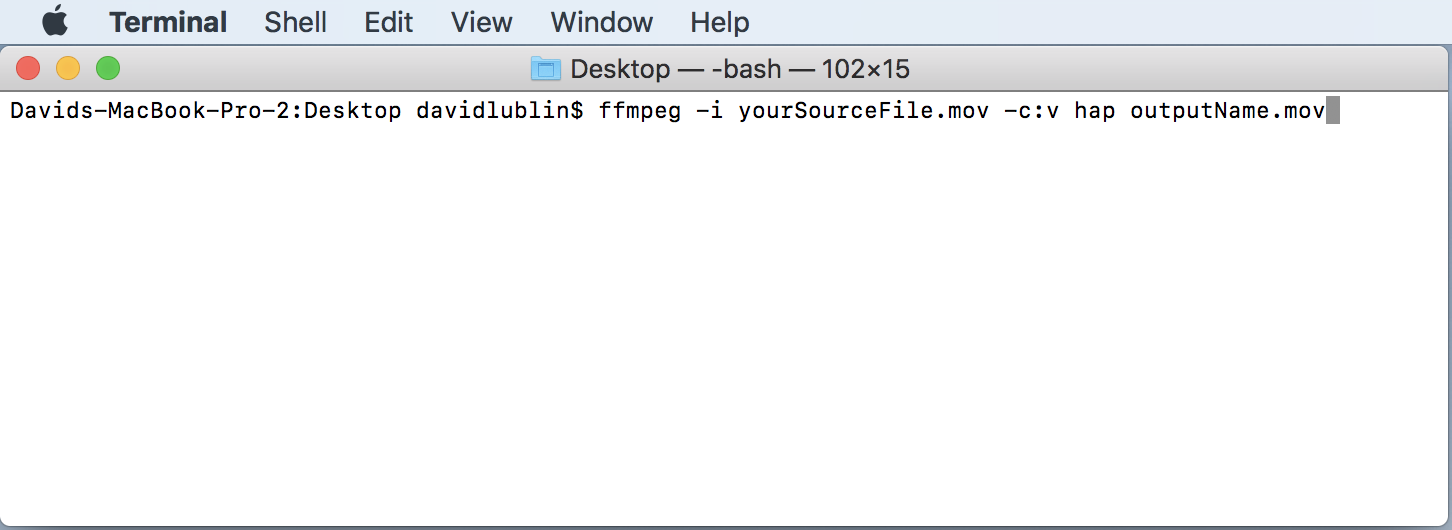 Terminal Shell Edit View Window Help
Desktop — -bash — 102×15
Davids-MacBook-Pro-2:Desktop davidlublin$ ffmpeg -i yourSourceFile.mov -c:v hap outputName.mov